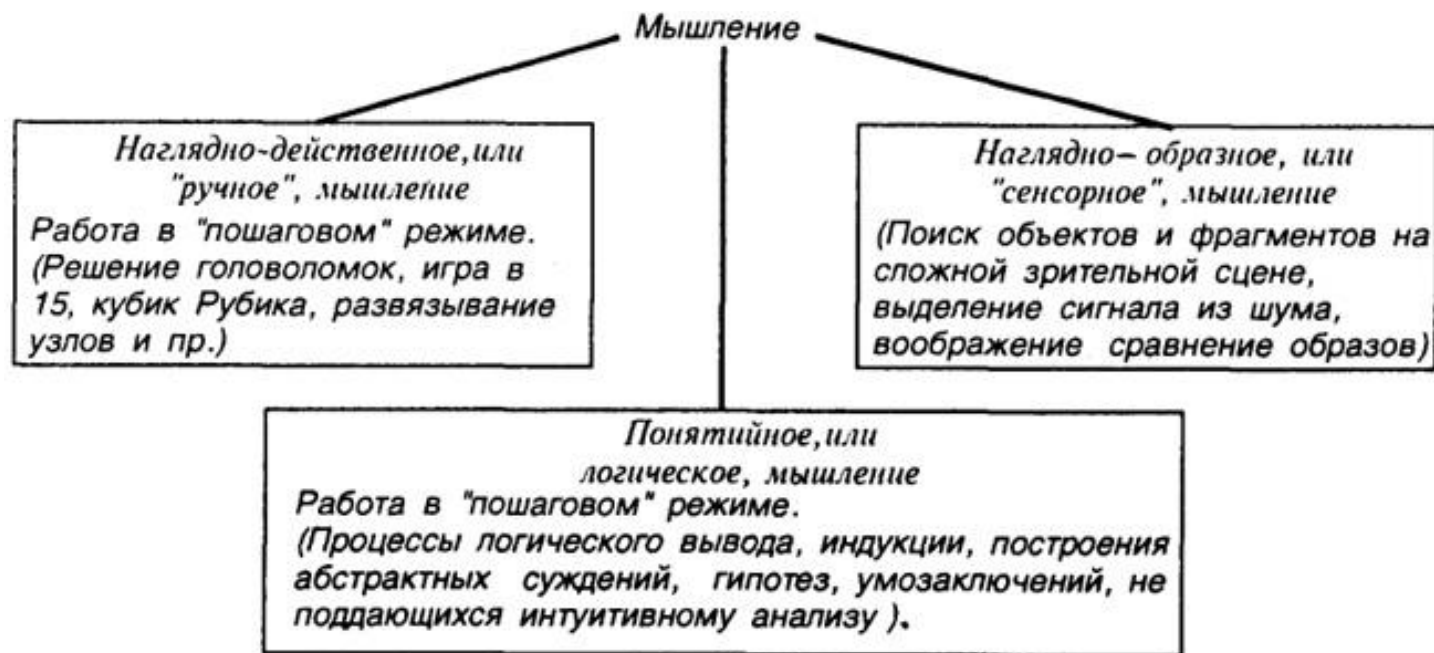 Мышление
Наглядно-действенное,или
"ручное", мышление
Работа в "пошаговом" режиме.
(Решение головоломок, игра в
15, кубик Рубика, развязывание
узлов и пр.)
Наглядно– образное, или
"сенсорное", мышление
(Поиск объектов и фрагментов на
сложной зрительной сцене,
выделение сигнала из шума,
воображение сравнение образов)
Понятийное,или
логическое, мышление
Работа в "пошаговом" режиме.
(Процессы логического вывода, индукции, построения
абстрактных суждений, гипотез, умозаключений, не
поддающихся интуитивному анализу ).